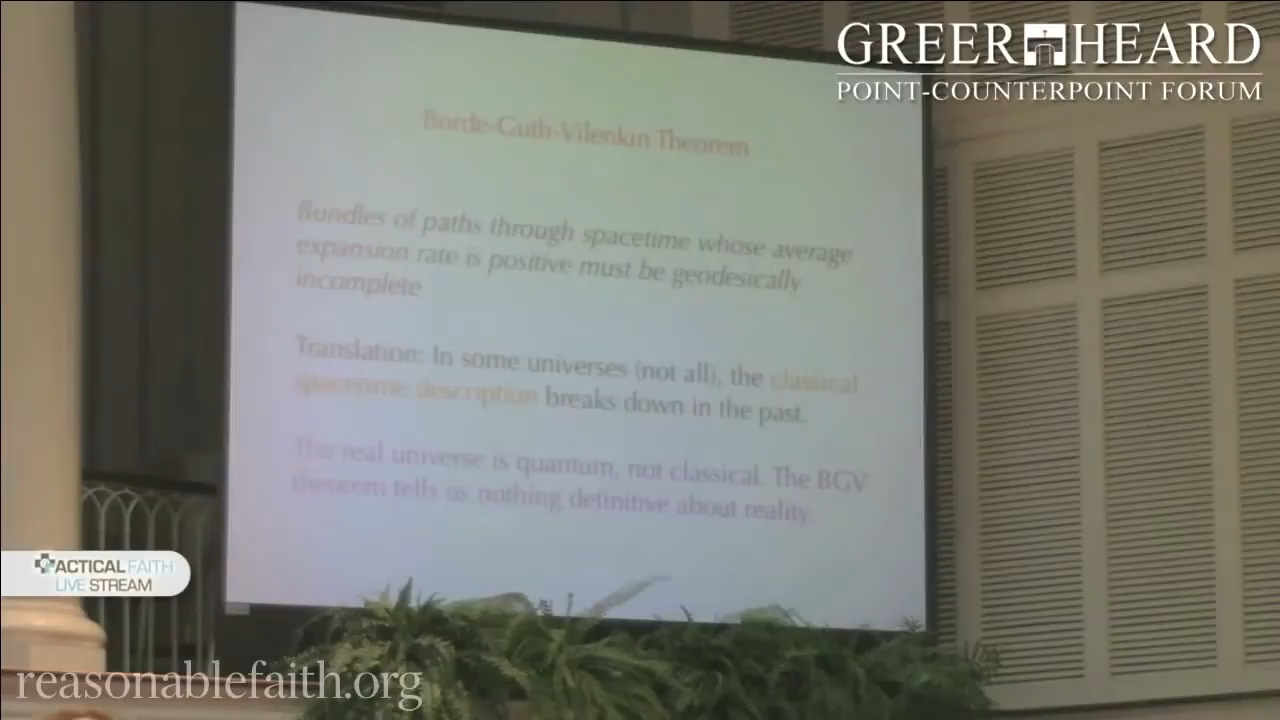 GREER HEARD
POINT-COUNTERPOINT FORUM
Borde-Guth-Vilenkin Theorem
Bundles of paths through spacetime whose average
expansion rate is positive must be geodesically
incomplete
Translation: In some universes (not all), the classical
spacetime description breaks down in the past.
The real universe is quantum, not classical. The BGV
theorem tells us nothing definitive about reality.
TACTICAL FAITH
LIVE STREAM
reasonablefaith.org